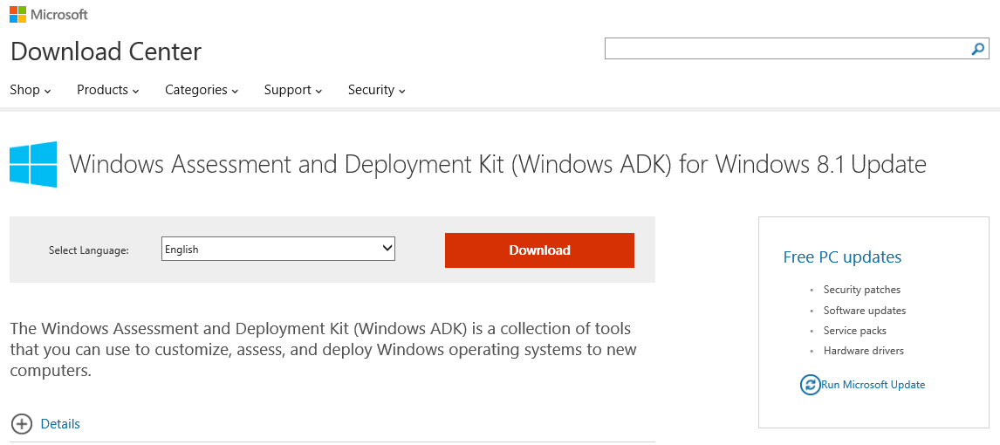 Microsoft
Download Center
Shop Products Categories Support Security
Windows Assessment and Deployment Kit (Windows ADK) for Windows 8.1 Update
Select Language: English Download
The Windows Assessment and Deployment Kit (Windows ADK) is a collection of tools
that you can use to customize, assess, and deploy Windows operating systems to new
computers.
Details
Free PC updates
• Security patches
• Software updates
• Service packs
• Hardware drivers
Run Microsoft Update